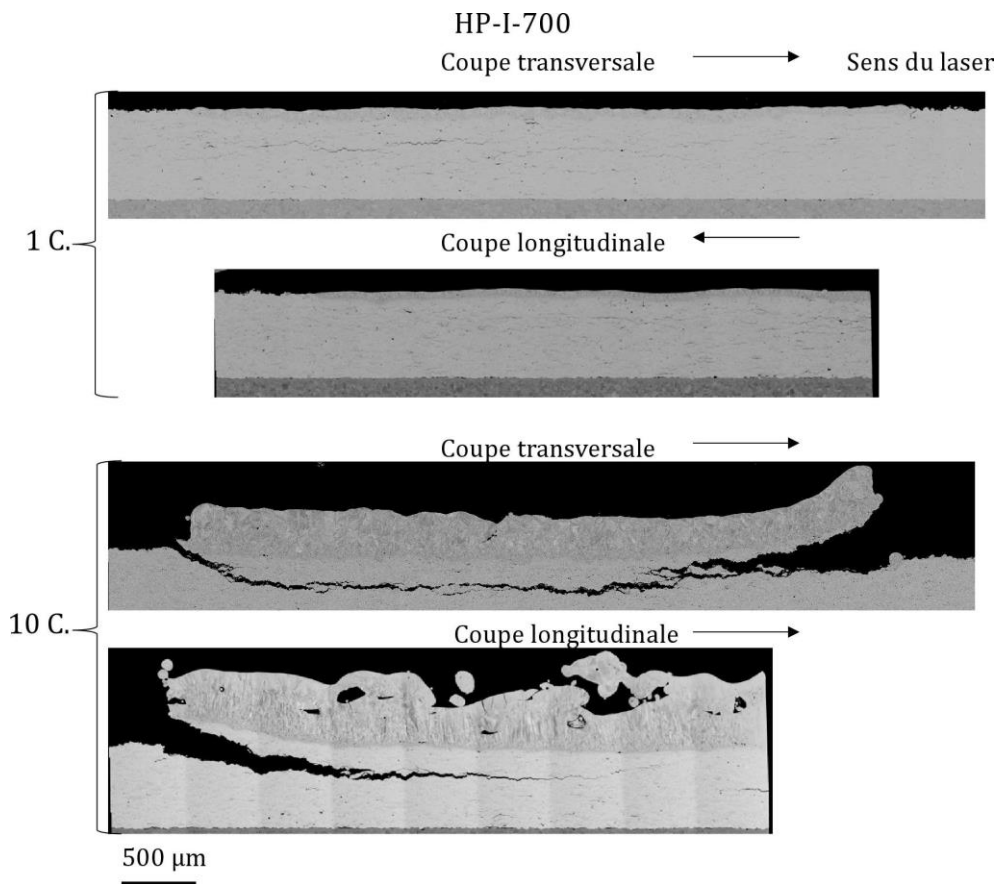 HP-I-700
Coupe transversale
Sens du laser
1 C.
Coupe longitudinale
Coupe transversale
10 C.
Coupe longitudinale
500 µm